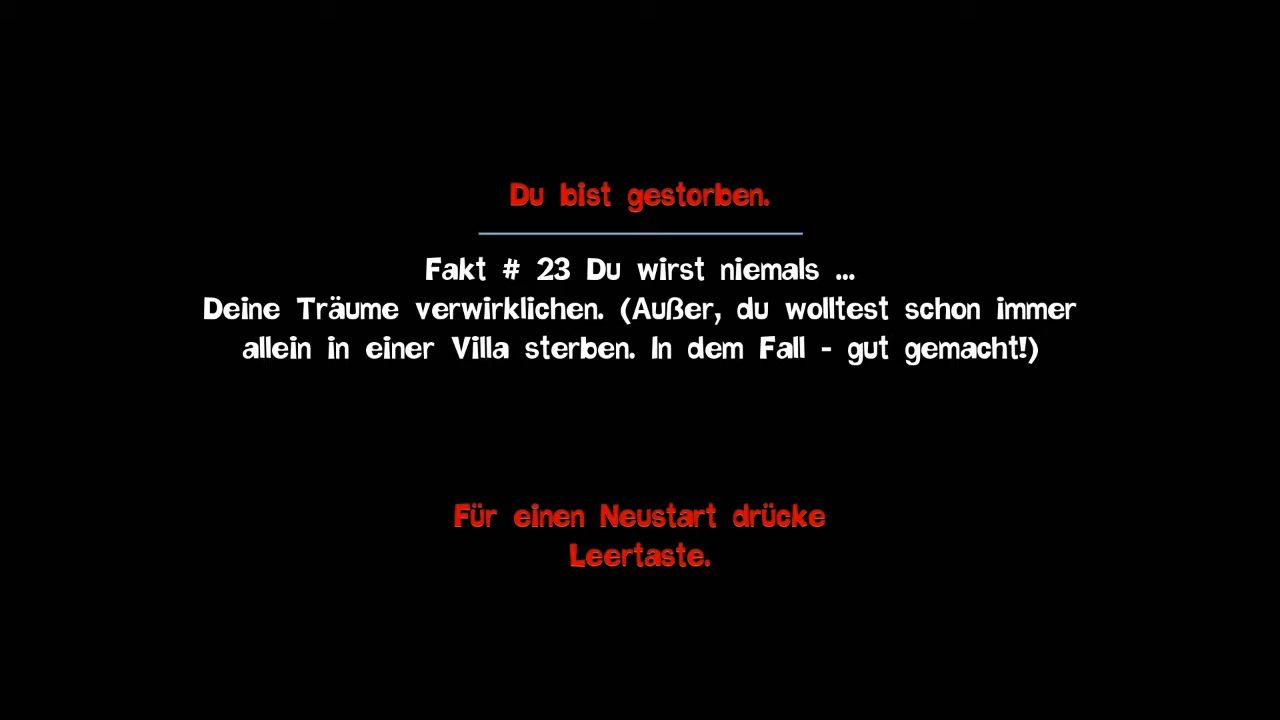 Du bist gestorben.
Fakt # 23 Du wirst niemals ...
Deine Träume verwirklichen. (Außer, du wolltest schon immer
allein in einer Villa sterben. In dem Fall - gut gemacht!)
Für einen Neustart drücke
Leertaste.